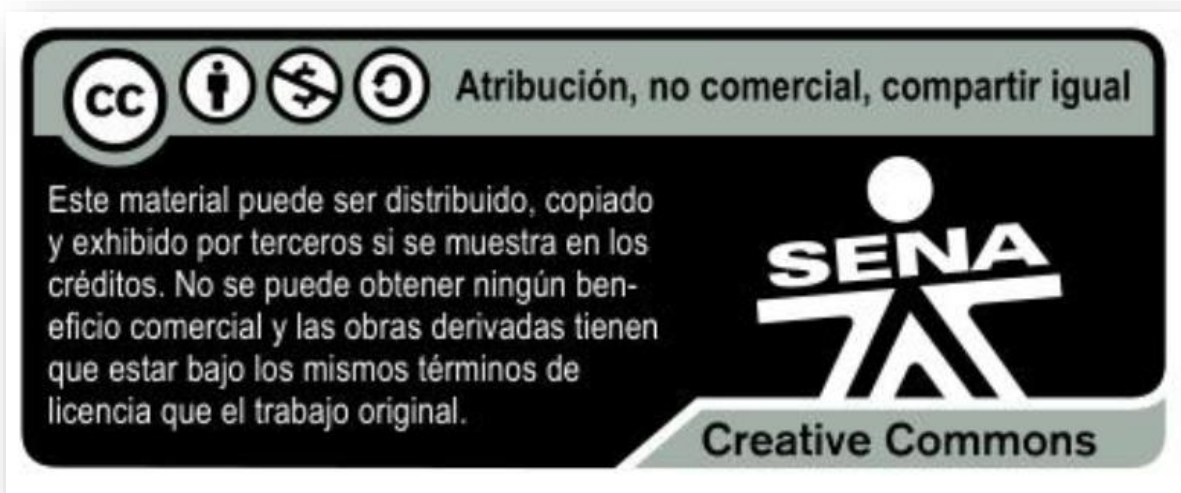 cc $ Atribución, no comercial, compartir igual
Este material puede ser distribuido, copiado
y exhibido por terceros si se muestra en los
créditos. No se puede obtener ningún ben-
eficio comercial y las obras derivadas tienen
que estar bajo los mismos términos de
licencia que el trabajo original.
SENA
Creative Commons